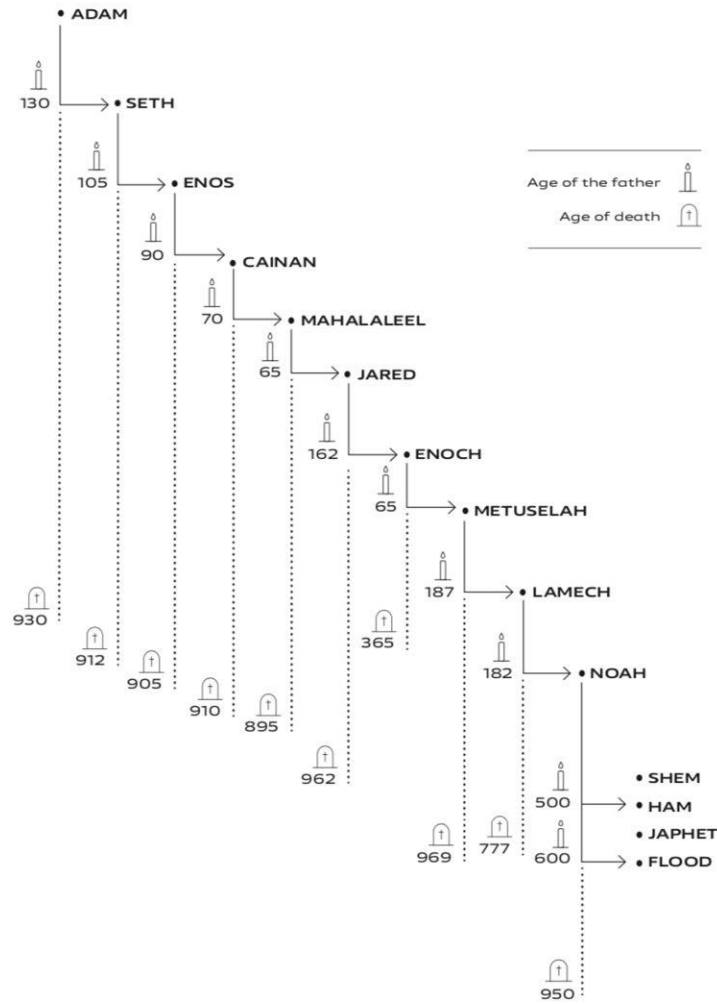 ADAM
130
SETH
105
ENOS
Age of the father
Age of death
90
CAINAN
70
MAHALALEEL
65
JARED
162
ENOCH
65
METUSELAH
187
LAMECH
930
912
365
905
182
NOAH
910
895
962
SHEM
500
HAM
JAPHET
777
969
600
FLOOD
950